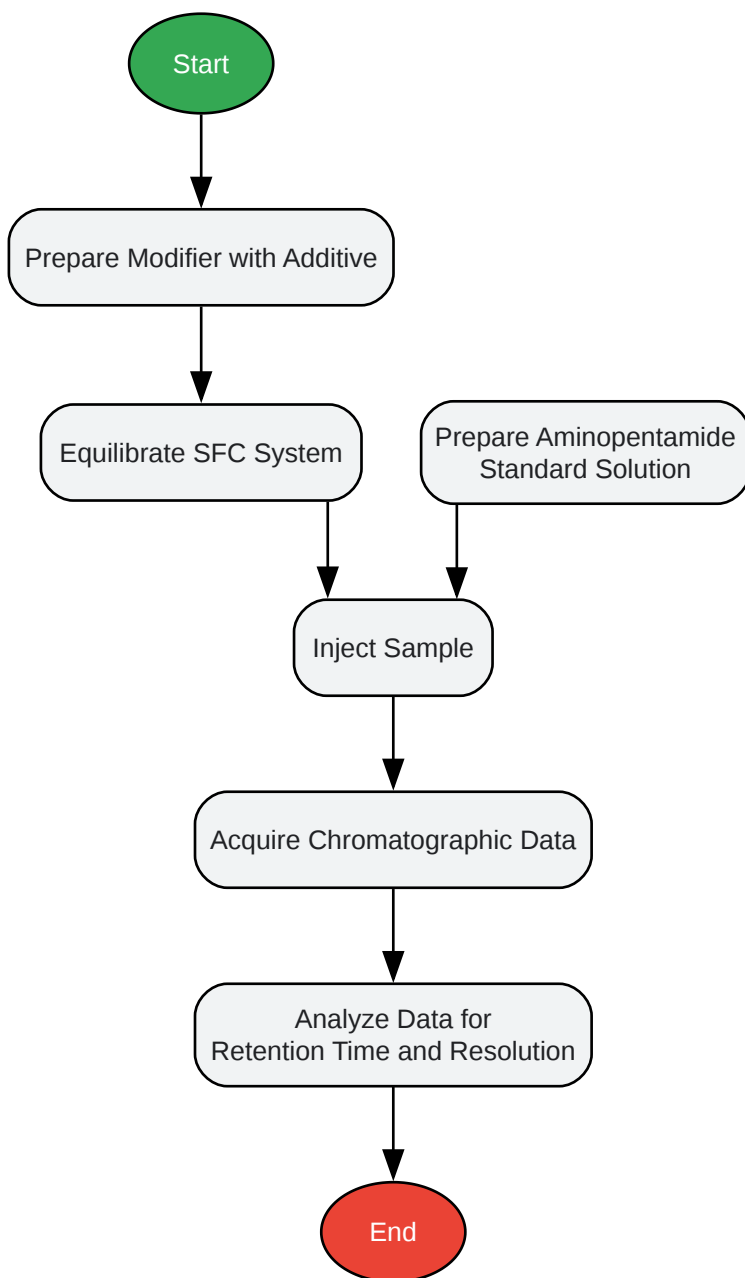 Start
Prepare Modifier with Additive
Equilibrate SFC System
Prepare Aminopentamide
Standard Solution
Inject Sample
Acquire Chromatographic Data
Analyze Data for
Retention Time and Resolution
End